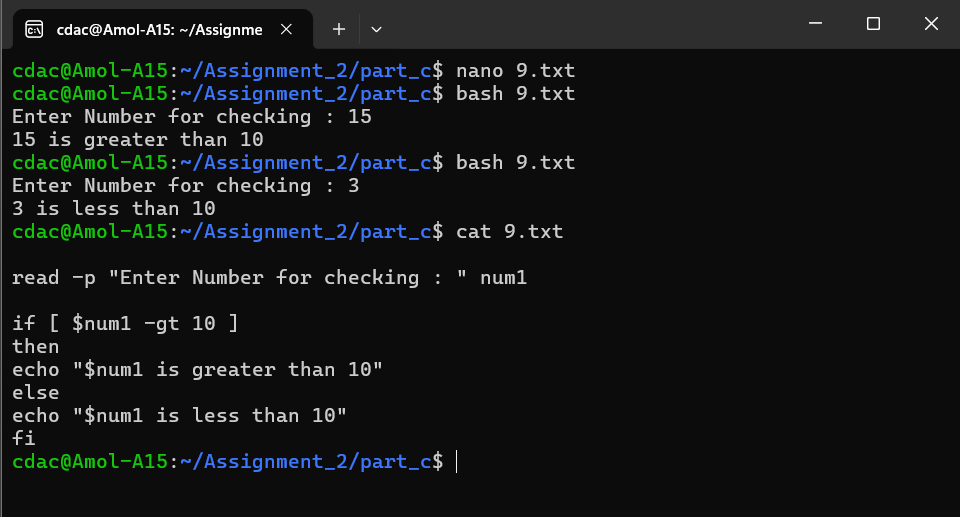 cdac@Amol-A15: ~/Assignme
cdac@Amol-A15:~/Assignment_2/part_c$ nano 9.txt
cdac@Amol-A15:~/Assignment_2/part_c$ bash 9.txt
Enter Number for checking : 15
15 is greater than 10
cdac@Amol-A15:~/Assignment_2/part_c$ bash 9.txt
Enter Number for checking : 3
3 is less than 10
cdac@Amol-A15:~/Assignment_2/part_c$ cat 9.txt
read -p "Enter Number for checking : " num1
if [ $num1 -gt 10 ]
then
echo "$num1 is greater than 10"
else
echo "$num1 is less than 10"
fi
cdac@Amol-A15:~/Assignment_2/part_c$